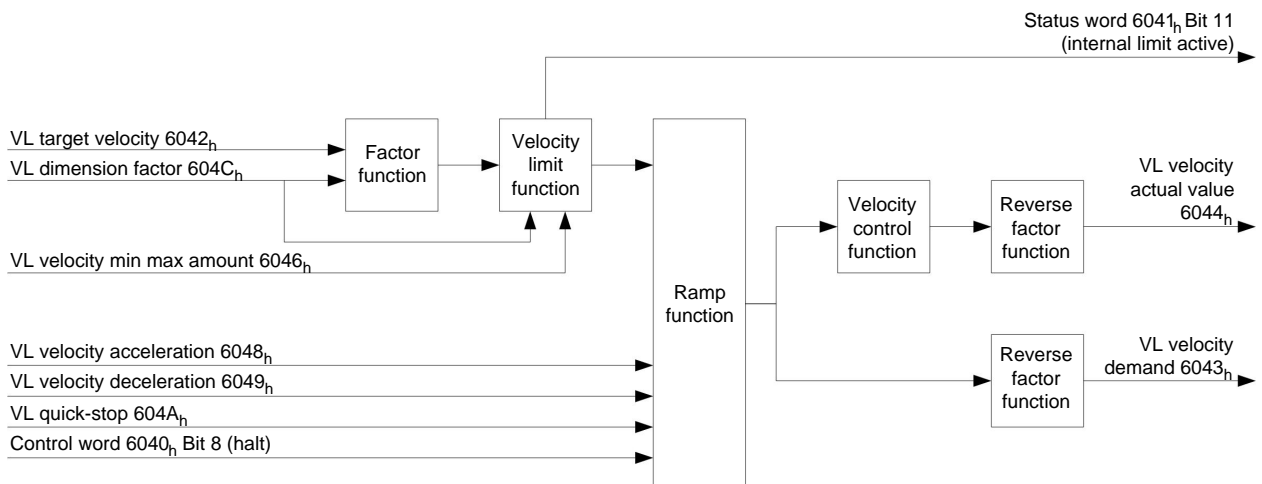 Status word 6041h Bit 11
(internal limit active)
VL target velocity 6042h
VL dimension factor 604Ch
Factor
function
Velocity
limit
function
VL velocity min max amount 6046h
Ramp
function
Velocity
control
function
Reverse
factor
function
VL velocity
actual value
6044h
VL velocity acceleration 6048h
VL velocity deceleration 6049h
VL quick-stop 604Ah
Control word 6040h Bit 8 (halt)
Reverse
factor
function
VL velocity
demand 6043h